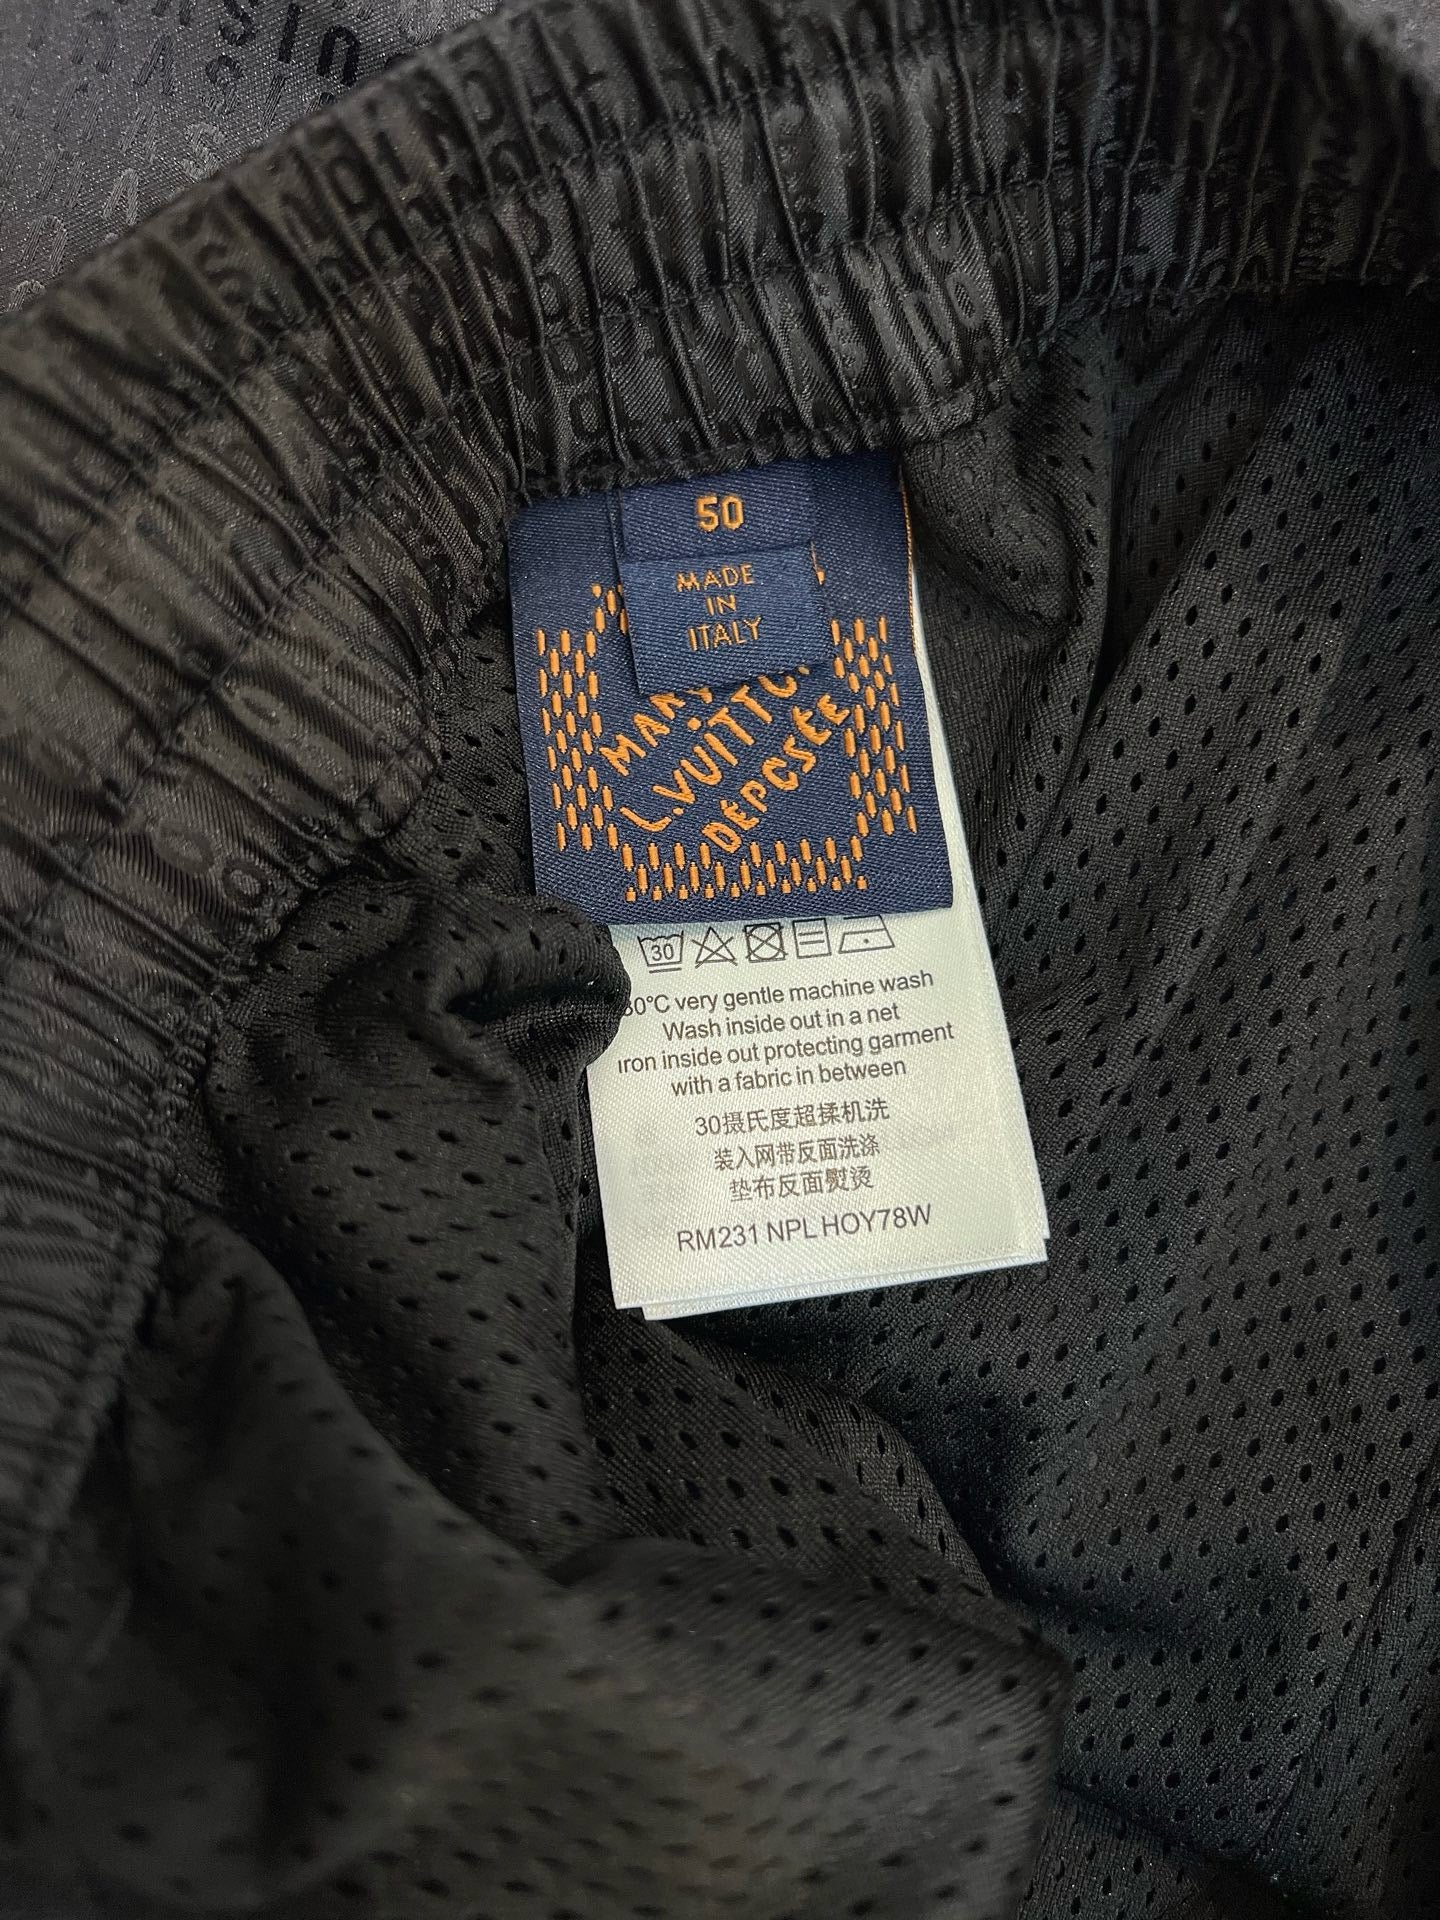 50
MADE
IN
ITALY
L.VUITTON
DEPOSÉE
30
30°C very gentle machine wash
Wash inside out in a net
Iron inside out protecting garment
with a fabric in between
30摄氏度超揉机洗
装入网带反面洗涤
垫布反面熨烫
RM231 NPL HOY78W